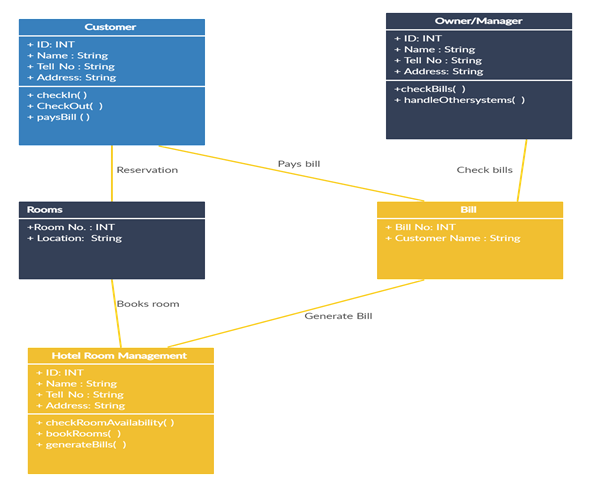 Customer
+ ID: INT
+ Name : String
+ Tell No : String
+ Address: String
+ checkIn( )
+ CheckOut( )
+ paysBill ( )
Owner/Manager
+ ID: INT
+ Name : String
+ Tell No : String
+ Address: String
+checkBills( )
+ handleOthersystems( )
Reservation
Pays bill
Check bills
Rooms
+Room No. : INT
+ Location: String
Bill
+ Bill No: INT
+ Customer Name : String
Books room
Generate Bill
Hotel Room Management
+ ID: INT
+ Name : String
+ Tell No : String
+ Address: String
+ checkRoomAvailability( )
+ bookRooms( )
+ generateBills( )